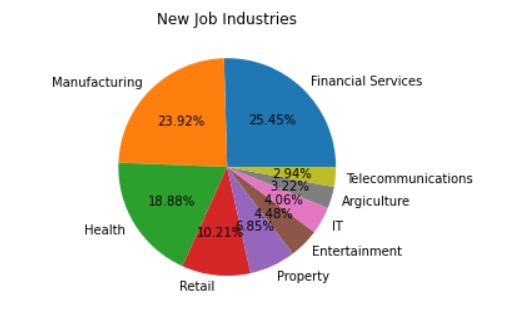 New Job Industries
Manufacturing
Financial Services
23.92%
25.45%
2.94%
Telecommunications
3.22%
18.88%
4.06%
Argiculture
4.48%
IT
Health
10.21%
6.85%
Entertainment
Property
Retail